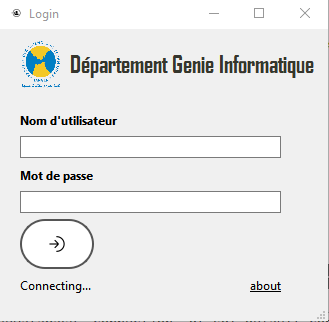 Login
Département Genie Informatique
Nom d'utilisateur
Mot de passe
Connecting...
about